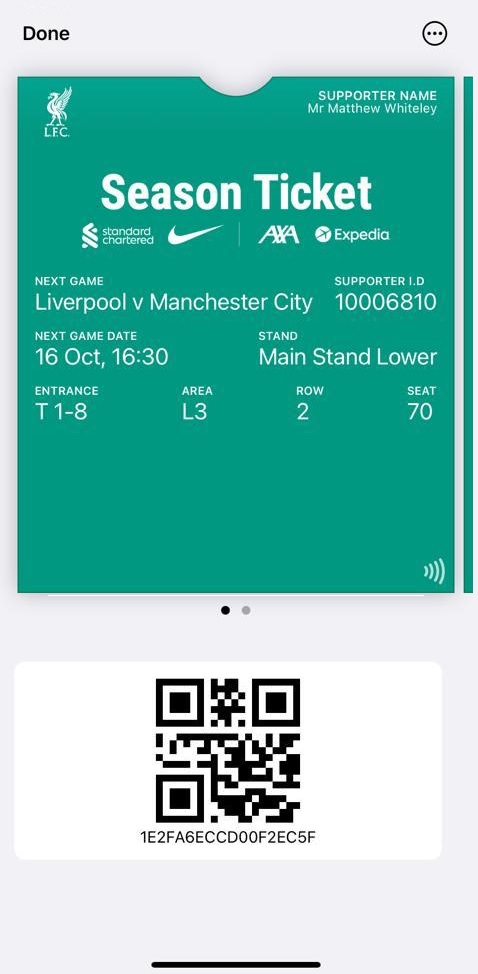 Done
SUPPORTER NAME
Mr Matthew Whiteley
L.F.C.
Season Ticket
standard chartered AXA Expedia
NEXT GAME SUPPORTER I.D
Liverpool v Manchester City 10006810
NEXT GAME DATE STAND
16 Oct, 16:30 Main Stand Lower
ENTRANCE AREA ROW SEAT
T 1-8 L3 2 70
1E2FA6ECCD00F2EC5F